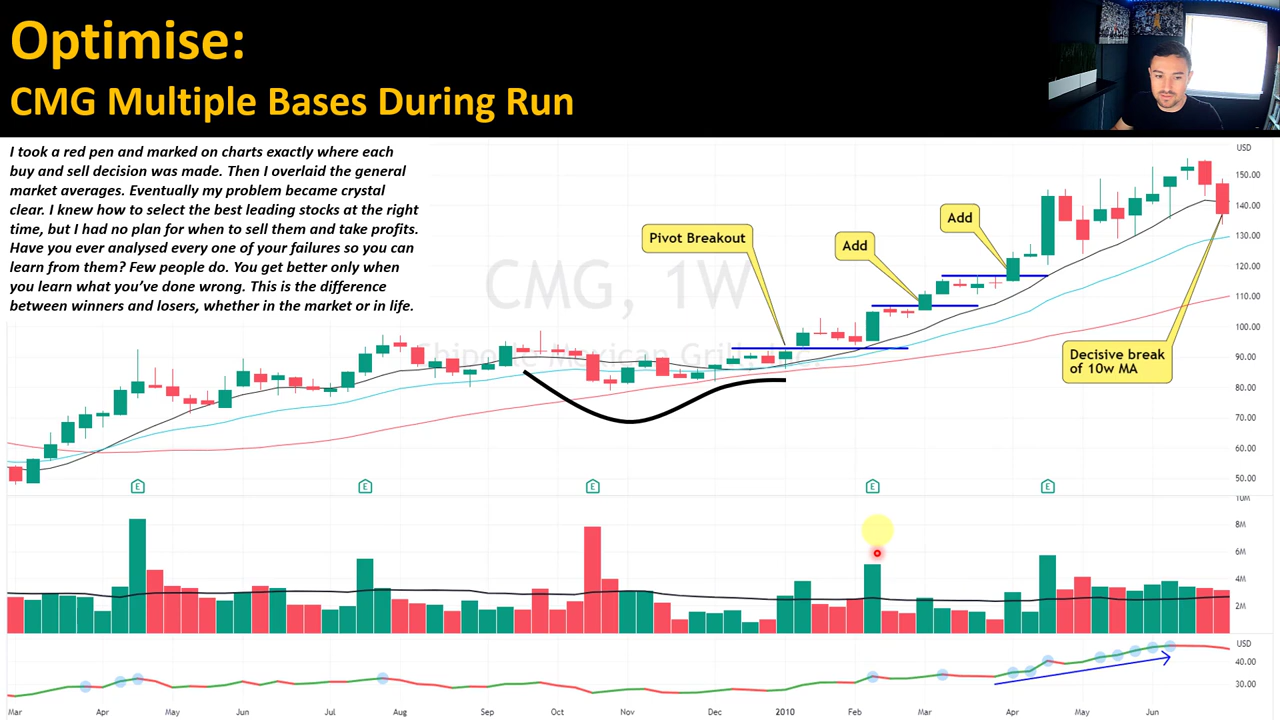 Optimise:
CMG Multiple Bases During Run
I took a red pen and marked on charts exactly where each
buy and sell decision was made. Then I overlaid the general
market averages. Eventually my problem became crystal
clear. I knew how to select the best leading stocks at the right
time, but I had no plan for when to sell them and take profits.
Have you ever analysed every one of your failures so you can
learn from them? Few people do. You get better only when
you learn what you've done wrong. This is the difference
between winners and losers, whether in the market or in life.
CMG, 1W
Chipotle Mexican Grill, Inc.
Pivot Breakout
Add
Add
Decisive break
of 10w MA
USD
150.00
140.00
130.00
120.00
110.00
100.00
90.00
80.00
70.00
60.00
50.00
E
E
E
E
E
10M
8M
6M
4M
2M
USD
40.00
30.00
Mar
Apr
May
Jun
Jul
Aug
Sep
Oct
Nov
Dec
2010
Feb
Mar
Apr
May
Jun